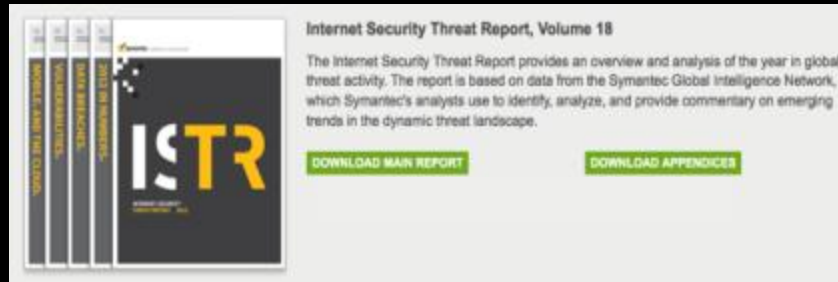 Internet Security Threat Report, Volume 18
The Internet Security Threat Report provides an overview and analysis of the year in global
threat activity. The report is based on data from the Symantec Global Intelligence Network,
which Symantec's analysts use to identify, analyze, and provide commentary on emerging
trends in the dynamic threat landscape.
DOWNLOAD MAIN REPORT
DOWNLOAD APPENDICES
MOBILE, AND THE CLOUD.
VULNERABILITIES.
DATA BREACHES.
2012 IN NUMBERS.
ISTR
INTERNET SECURITY